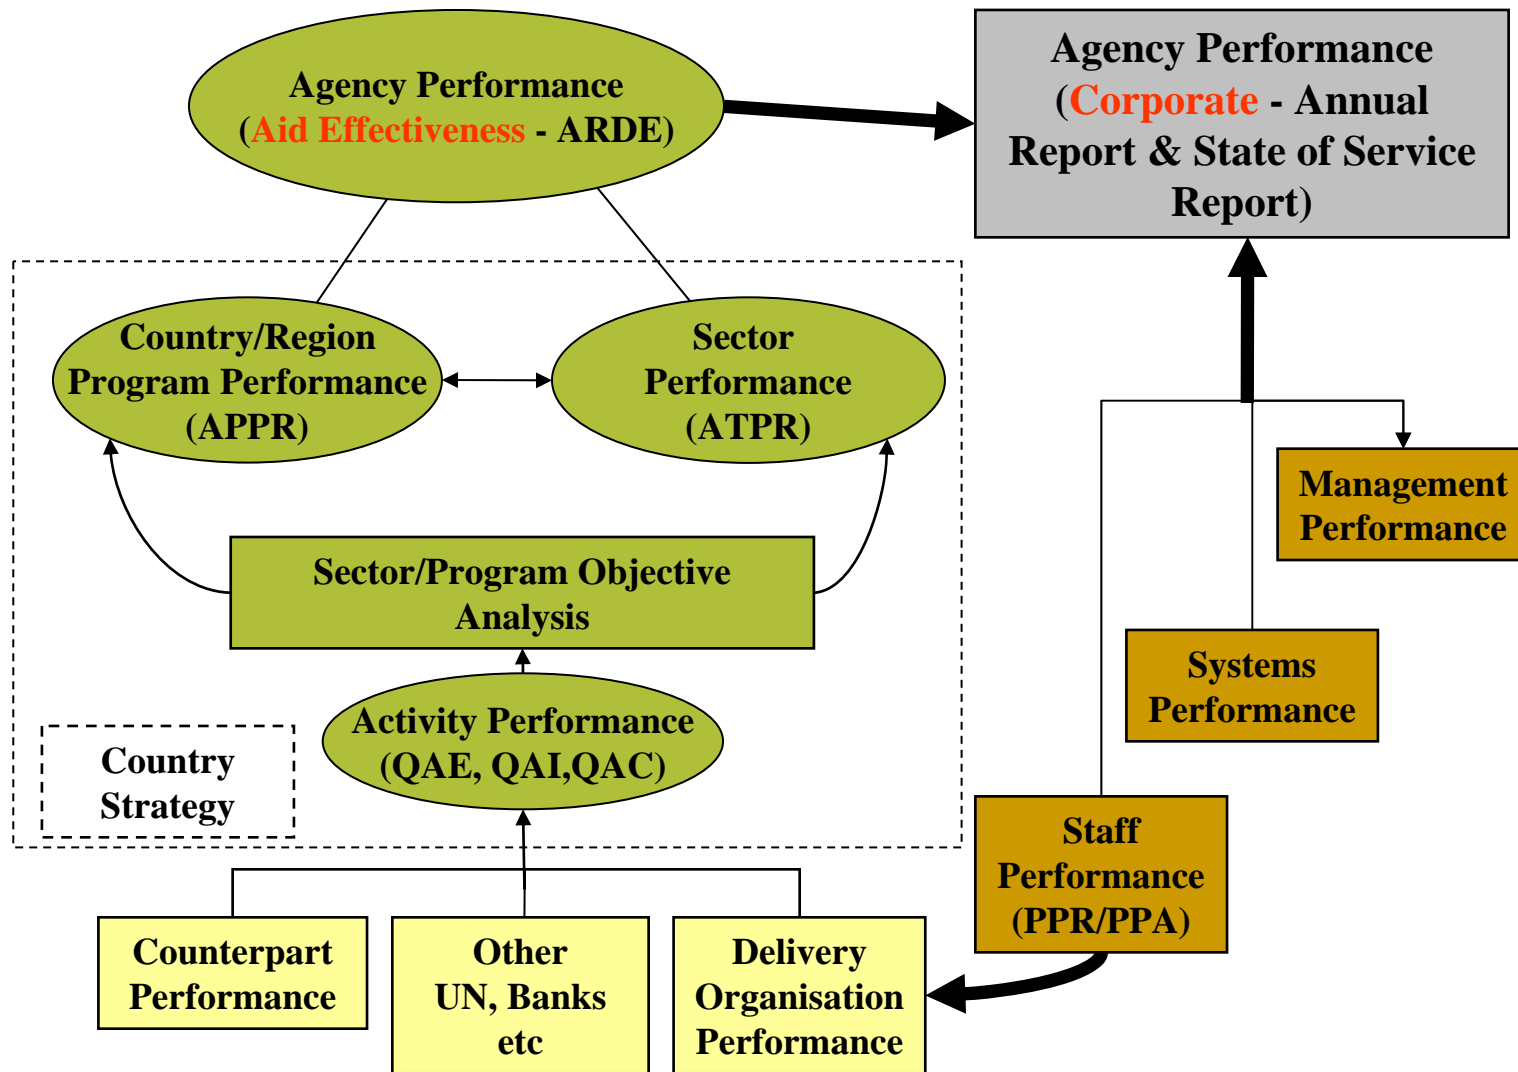 Agency Performance
(Aid Effectiveness - ARDE)
Agency Performance
(Corporate - Annual
Report & State of Service
Report)
Country/Region
Program Performance
(APPR)
Sector
Performance
(ATPR)
Management
Performance
Sector/Program Objective
Analysis
Systems
Performance
Activity Performance
(QAE, QAI,QAC)
Country
Strategy
Staff
Performance
(PPR/PPA)
Counterpart
Performance
Other
UN, Banks
etc
Delivery
Organisation
Performance